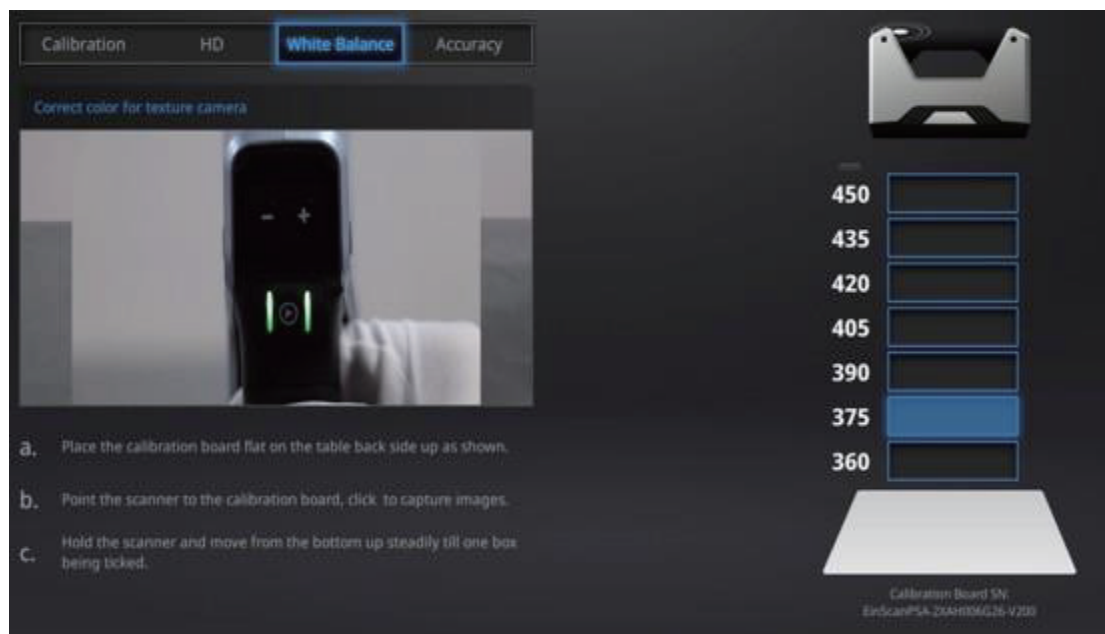 Calibration HD White Balance Accuracy
Correct color for texture camera
- +
450
435
420
405
390
375
360
a. Place the calibration board flat on the table back side up as shown.
b. Point the scanner to the calibration board, click to capture images.
c. Hold the scanner and move from the bottom up steadily till one box
being ticked.
Calibration Board SN: